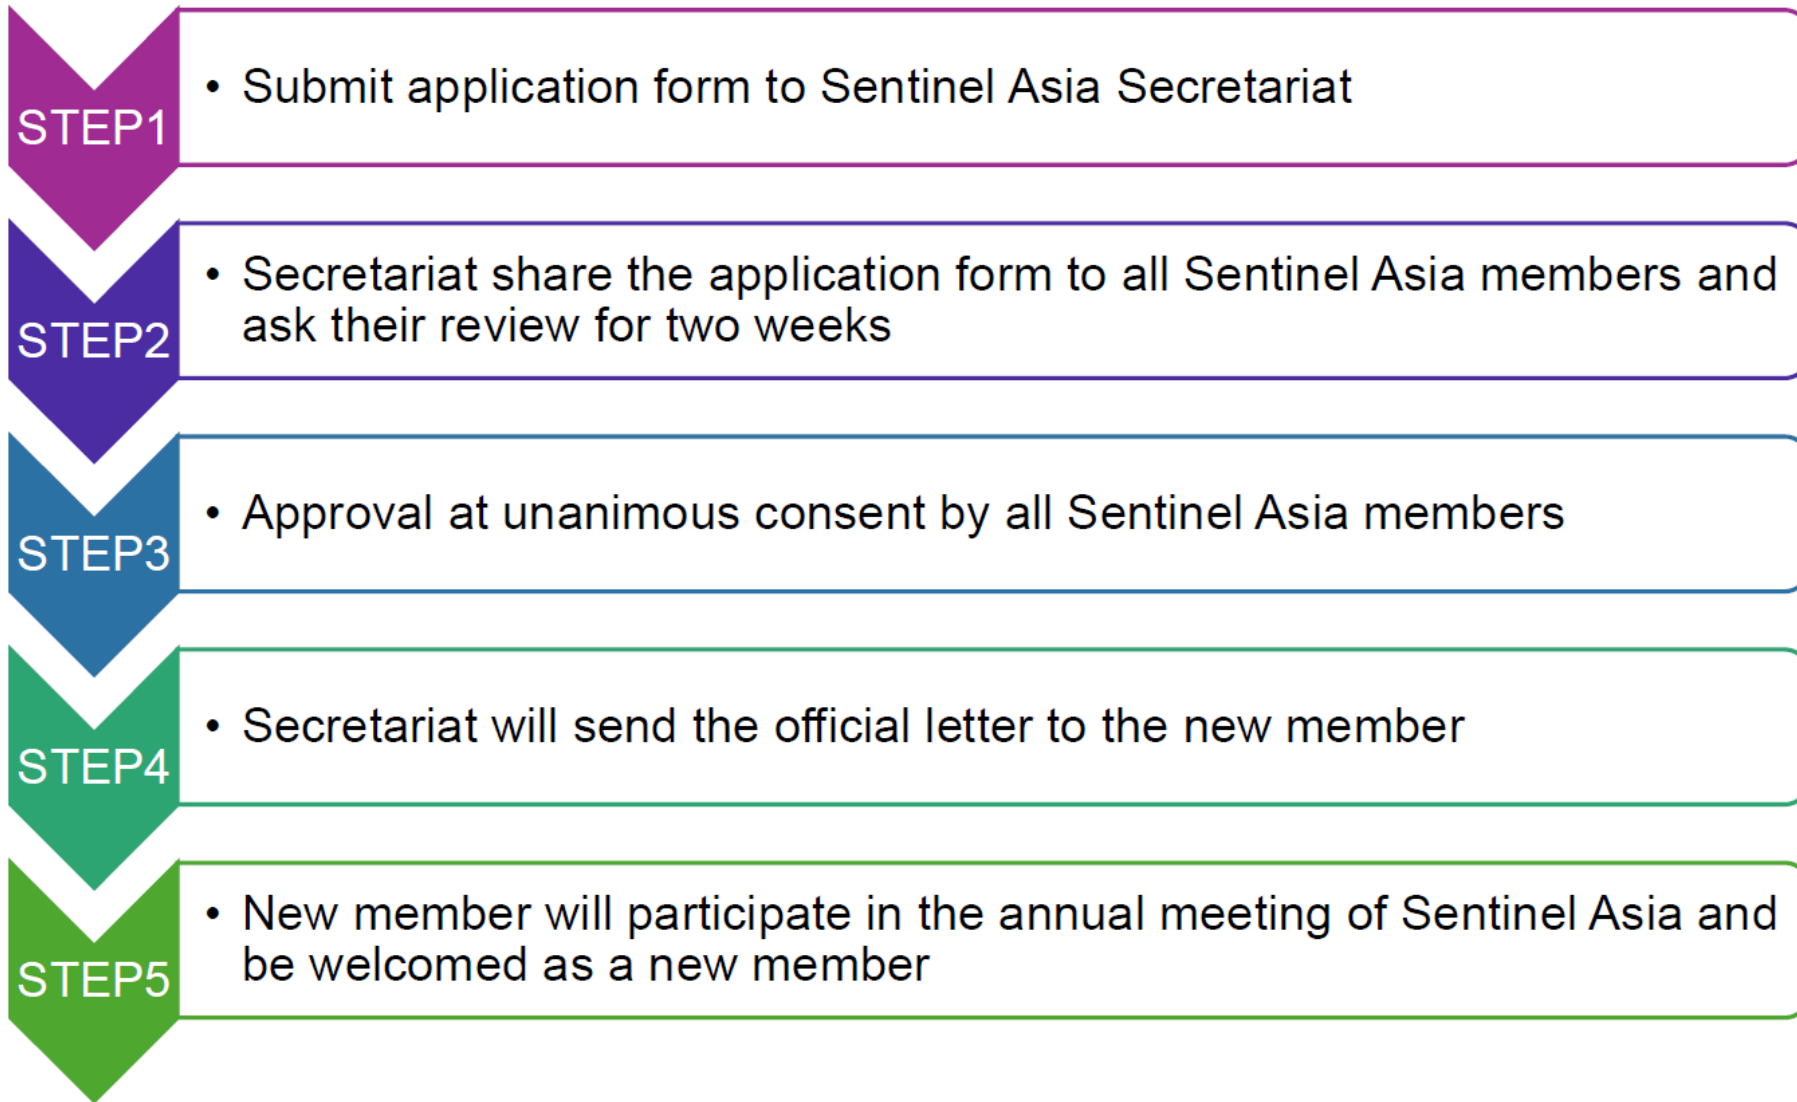 STEP1
• Submit application form to Sentinel Asia Secretariat
STEP2
• Secretariat share the application form to all Sentinel Asia members and
ask their review for two weeks
STEP3
• Approval at unanimous consent by all Sentinel Asia members
STEP4
• Secretariat will send the official letter to the new member
STEP5
• New member will participate in the annual meeting of Sentinel Asia and
be welcomed as a new member